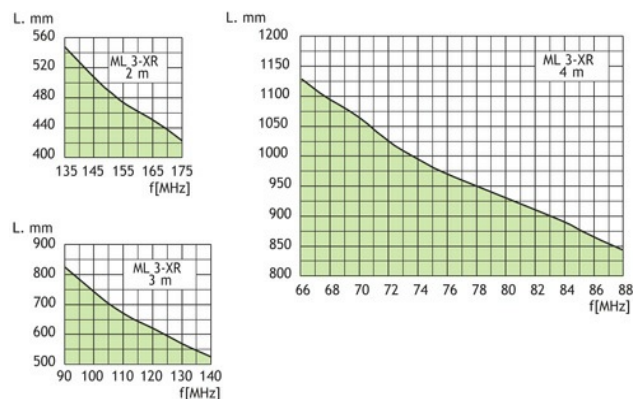 L. mm
560
520
480
440
400
135 145 155 165 175
f[MHz]
ML 3-XR
2 m
L. mm
900
800
700
600
500
90 100 110 120 130 140
f[MHz]
ML 3-XR
3 m
L. mm
1200
1150
1100
1050
1000
950
900
850
800
66 68 70 72 74 76 78 80 82 84 86 88
f[MHz]
ML 3-XR
4 m